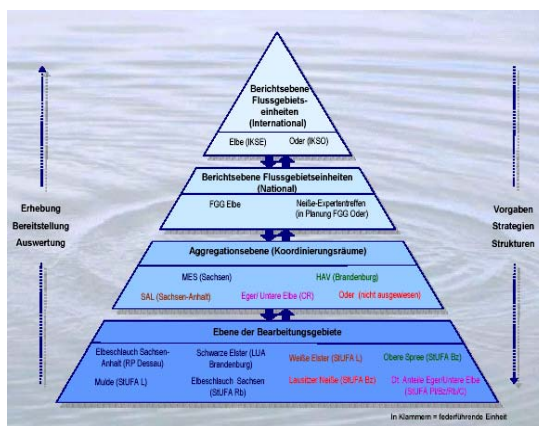 Berichtsebene
Flussgebiets-
einheiten
(International)
Elbe (IKSE) Oder (IKSO)
Berichtsebene Flussgebietseinheiten
(National)
FGG Elbe Neiße-Expertentreffen
(in Planung FGG Oder)
Erhebung
Bereitstellung
Auswertung
Vorgaben
Strategien
Strukturen
Aggregationsebene (Koordinierungsräume)
MES (Sachsen) HAV (Brandenburg)
SAL (Sachsen-Anhalt) Eger/ Untere Elbe (CR) Oder (nicht ausgewiesen)
Ebene der Bearbeitungsgebiete
Elbeschlauch Sachsen-
Anhalt (RP Dessau)
Schwarze Elster (LUA
Brandenburg)
Weiße Elster (StUFA L)
Obere Spree (StUFA Bz)
Mulde (StUFA L)
Elbeschlauch Sachsen
(StUFA Rb)
Lausitzer Neiße (StUFA Bz)
Dt. Anteile Eger/Untere Elbe
(StUFA Pl/Bz/Rb/C)
In Klammern = federführende Einheit